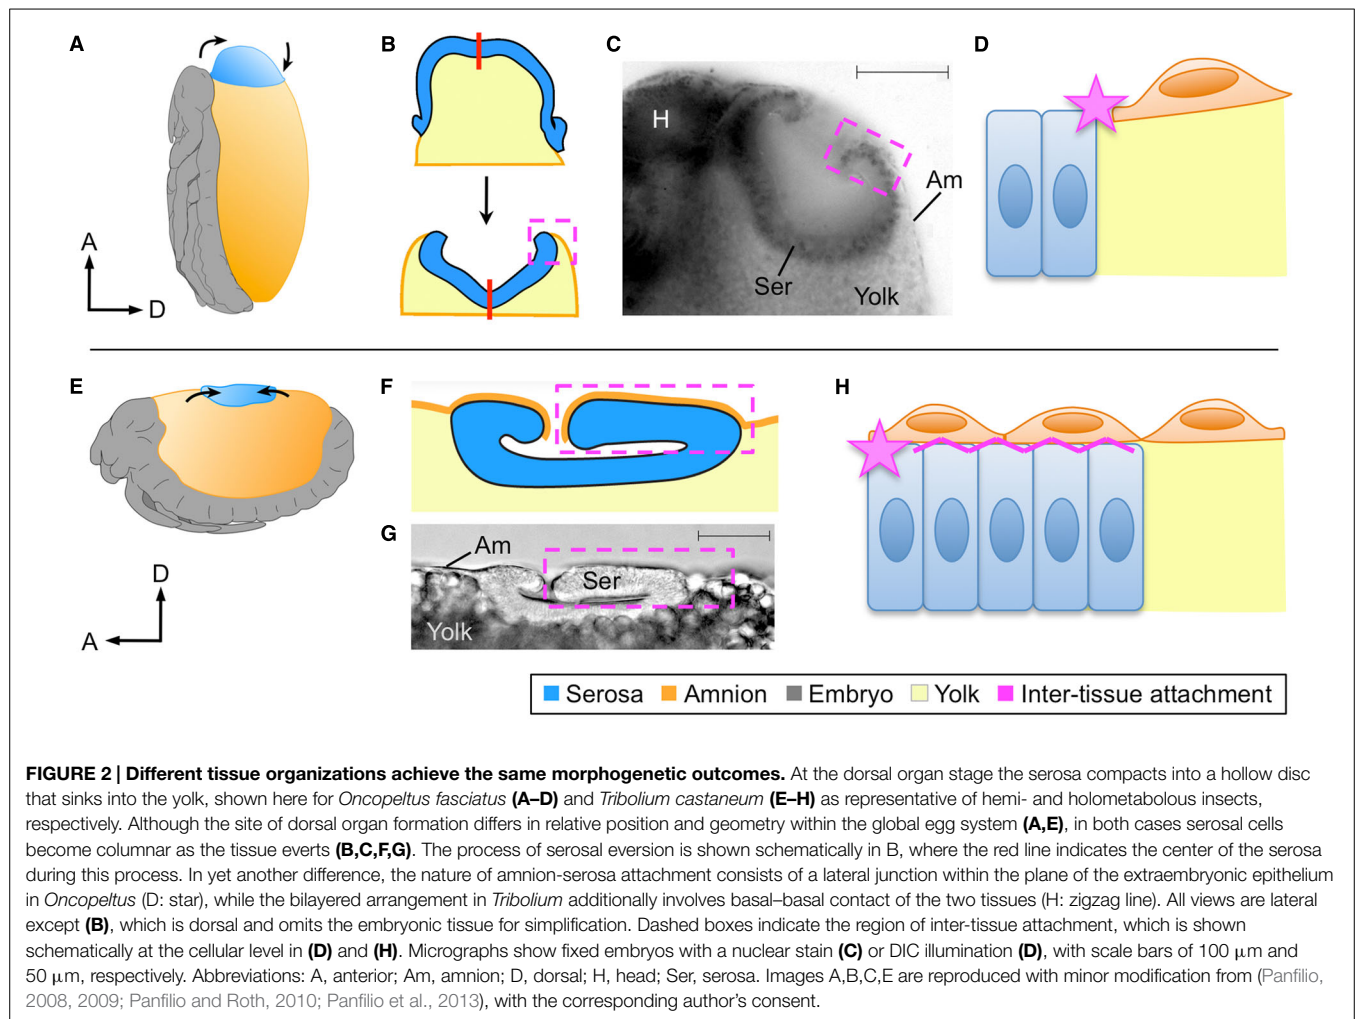 A
B
C
D
A
D
H
Am
Ser
Yolk
E
F
H
D
A
G
Am
Ser
Yolk
Serosa Amnion Embryo Yolk Inter-tissue attachment
FIGURE 2 | Different tissue organizations achieve the same morphogenetic outcomes. At the dorsal organ stage the serosa compacts into a hollow disc
that sinks into the yolk, shown here for Oncopeltus fasciatus (A–D) and Tribolium castaneum (E–H) as representative of hemi- and holometabolous insects,
respectively. Although the site of dorsal organ formation differs in relative position and geometry within the global egg system (A,E), in both cases serosal cells
become columnar as the tissue everts (B,C,F,G). The process of serosal eversion is shown schematically in B, where the red line indicates the center of the serosa
during this process. In yet another difference, the nature of amnion-serosa attachment consists of a lateral junction within the plane of the extraembryonic epithelium
in Oncopeltus (D: star), while the bilayered arrangement in Tribolium additionally involves basal–basal contact of the two tissues (H: zigzag line). All views are lateral
except (B), which is dorsal and omits the embryonic tissue for simplification. Dashed boxes indicate the region of inter-tissue attachment, which is shown
schematically at the cellular level in (D) and (H). Micrographs show fixed embryos with a nuclear stain (C) or DIC illumination (D), with scale bars of 100 μm and
50 μm, respectively. Abbreviations: A, anterior; Am, amnion; D, dorsal; H, head; Ser, serosa. Images A,B,C,E are reproduced with minor modification from (Panfilio,
2008, 2009; Panfilio and Roth, 2010; Panfilio et al., 2013), with the corresponding author's consent.